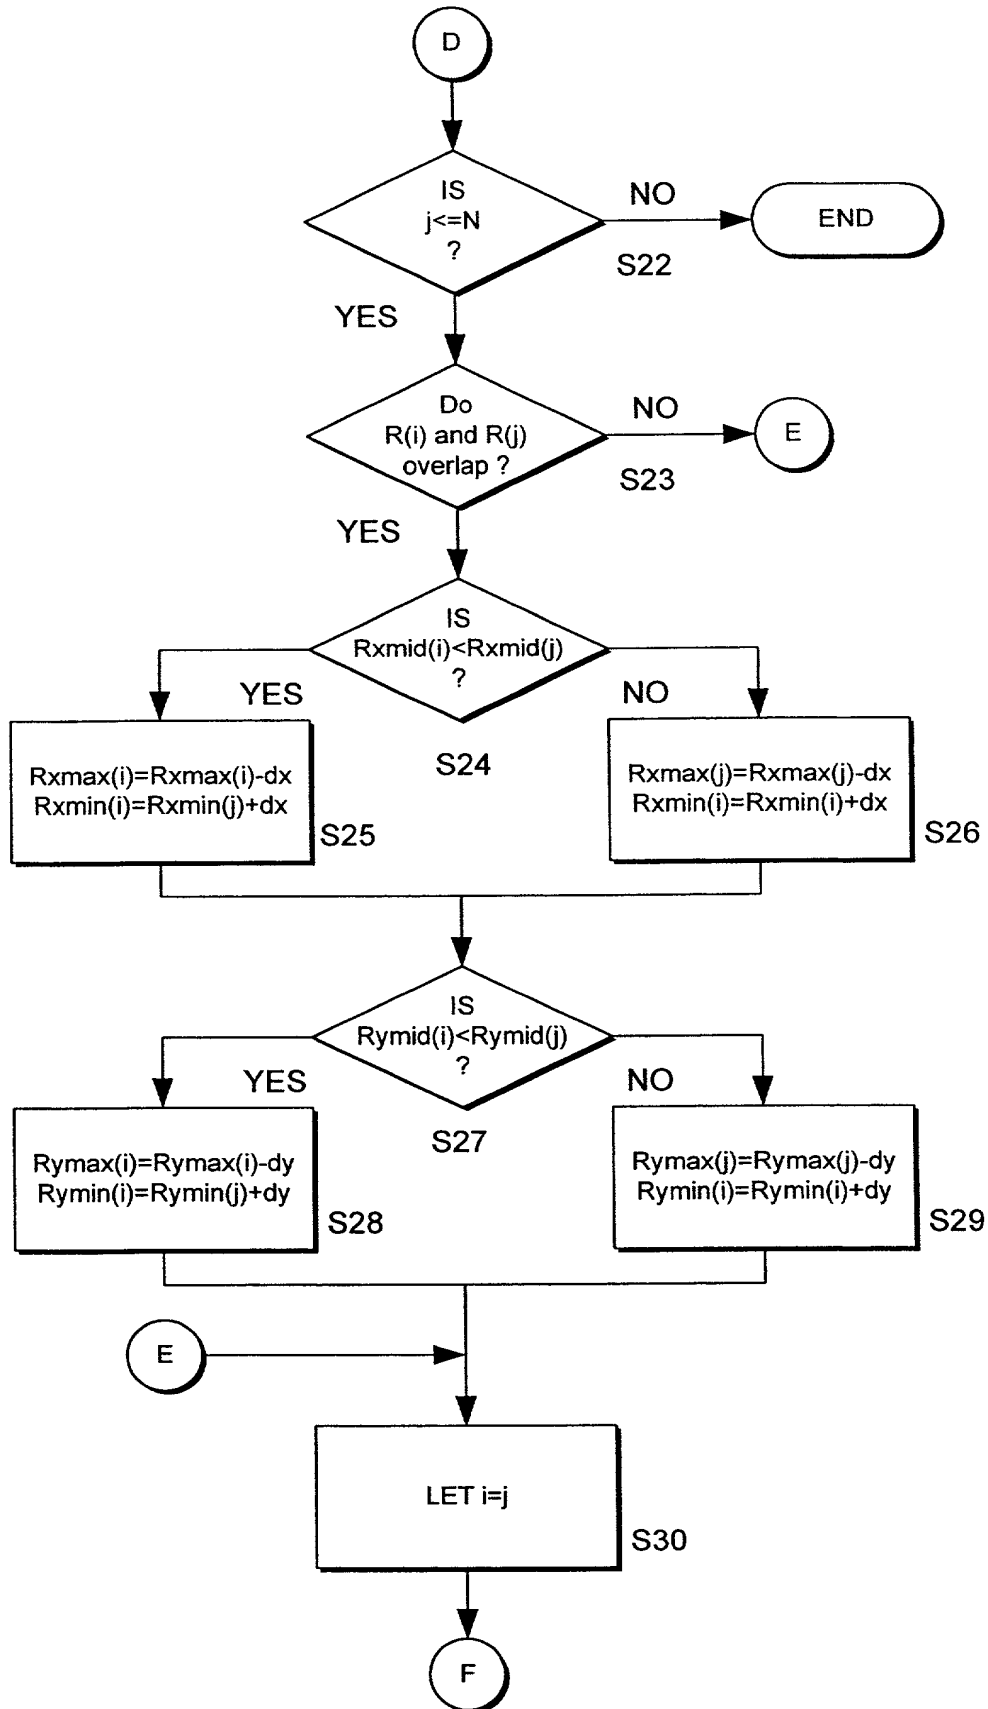 D
IS
j<=N
?
NO
END
S22
YES
Do
R(i) and R(j)
overlap ?
NO
E
S23
YES
IS
Rxmid(i)<Rxmid(j)
?
YES
NO
S24
Rxmax(i)=Rxmax(i)-dx
Rxmin(i)=Rxmin(j)+dx
S25
Rxmax(j)=Rxmax(j)-dx
Rxmin(i)=Rxmin(i)+dx
S26
IS
Rymid(i)<Rymid(j)
?
YES
NO
S27
Rymax(i)=Rymax(i)-dy
Rymin(i)=Rymin(j)+dy
S28
Rymax(j)=Rymax(j)-dy
Rymin(i)=Rymin(i)+dy
S29
E
LET i=j
S30
F